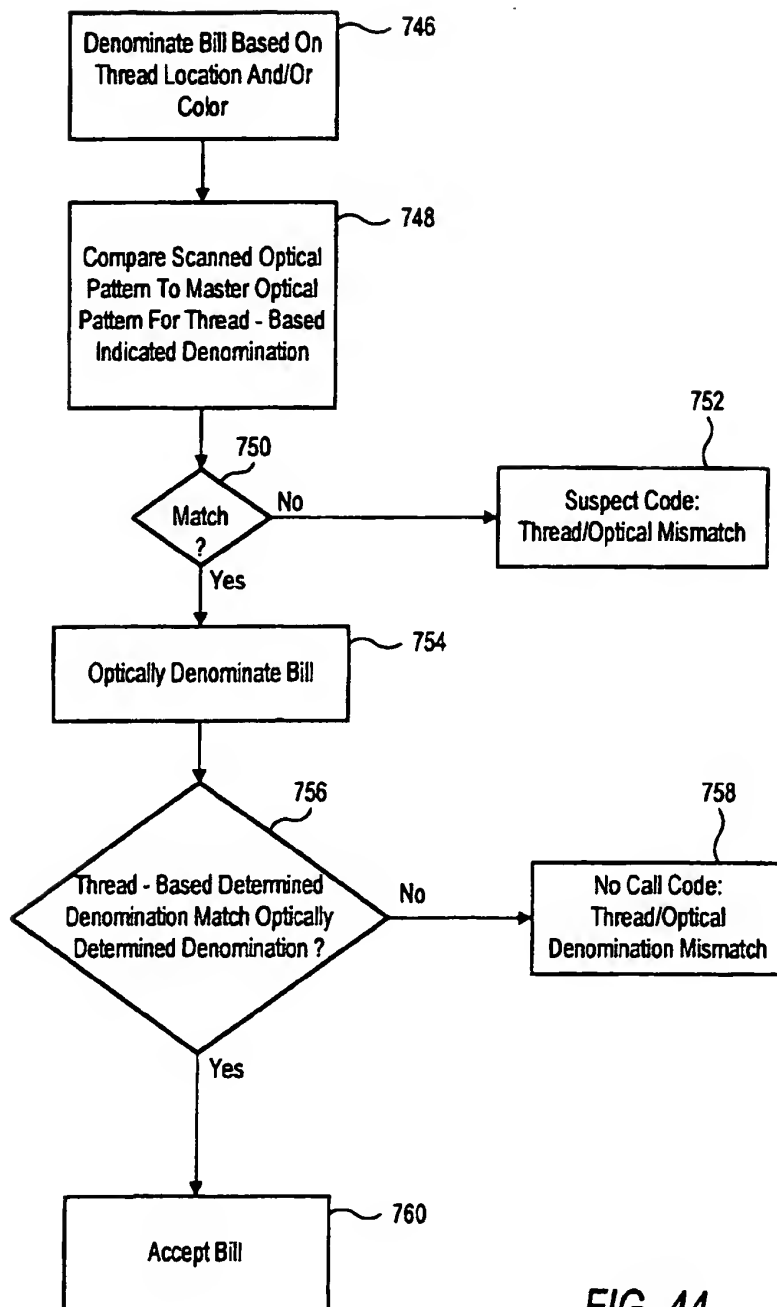 746
Denominate Bill Based On
Thread Location And/Or
Color
748
Compare Scanned Optical
Pattern To Master Optical
Pattern For Thread - Based
Indicated Denomination
752
750
Match
?
No
Suspect Code:
Thread/Optical Mismatch
Yes
754
Optically Denominate Bill
756
758
Thread - Based Determined
Denomination Match Optically
Determined Denomination ?
No
No Call Code:
Thread/Optical
Denomination Mismatch
Yes
760
Accept Bill
FIG. 44